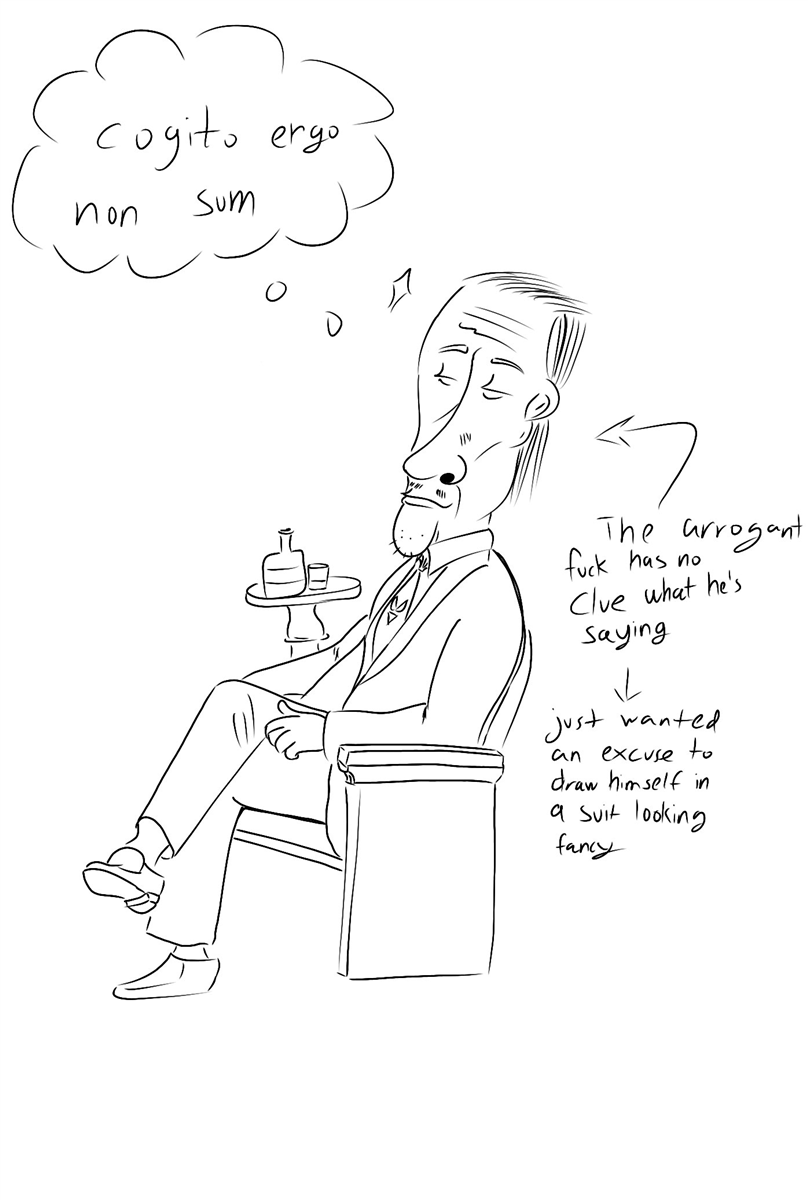 cogito ergo
non sum
The arrogant
fuck has no
Clue what he's
saying
just wanted
an excuse to
draw himself in
a suit looking
fancy